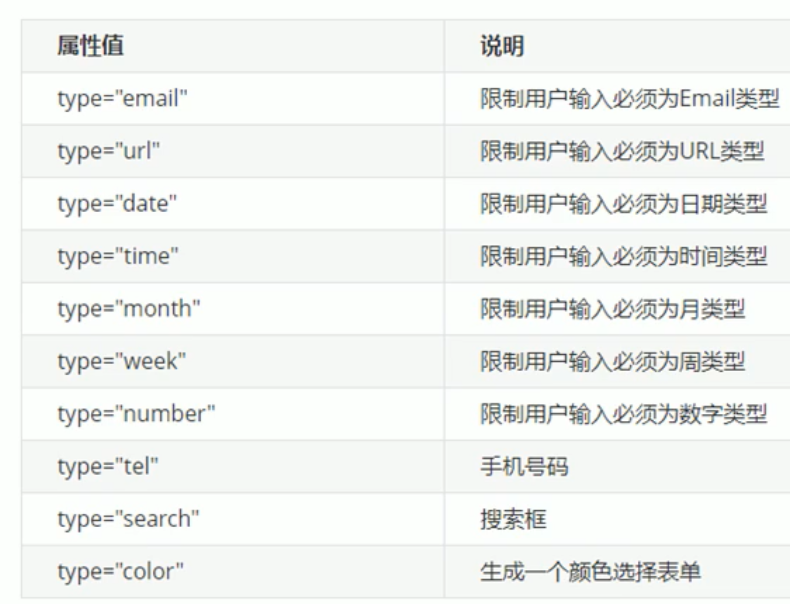 属性值 说明
type="email" 限制用户输入必须为Email类型
type="url" 限制用户输入必须为URL类型
type="date" 限制用户输入必须为日期类型
type="time" 限制用户输入必须为时间类型
type="month" 限制用户输入必须为月类型
type="week" 限制用户输入必须为周类型
type="number" 限制用户输入必须为数字类型
type="tel" 手机号码
type="search" 搜索框
type="color" 生成一个颜色选择表单